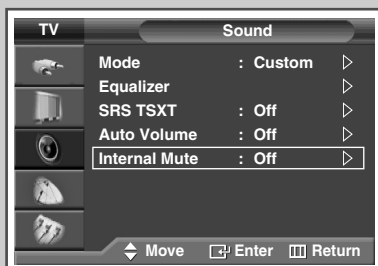 TV Sound
Mode : Custom
Equalizer
SRS TSXT : Off
Auto Volume : Off
Internal Mute : Off
Move Enter Return